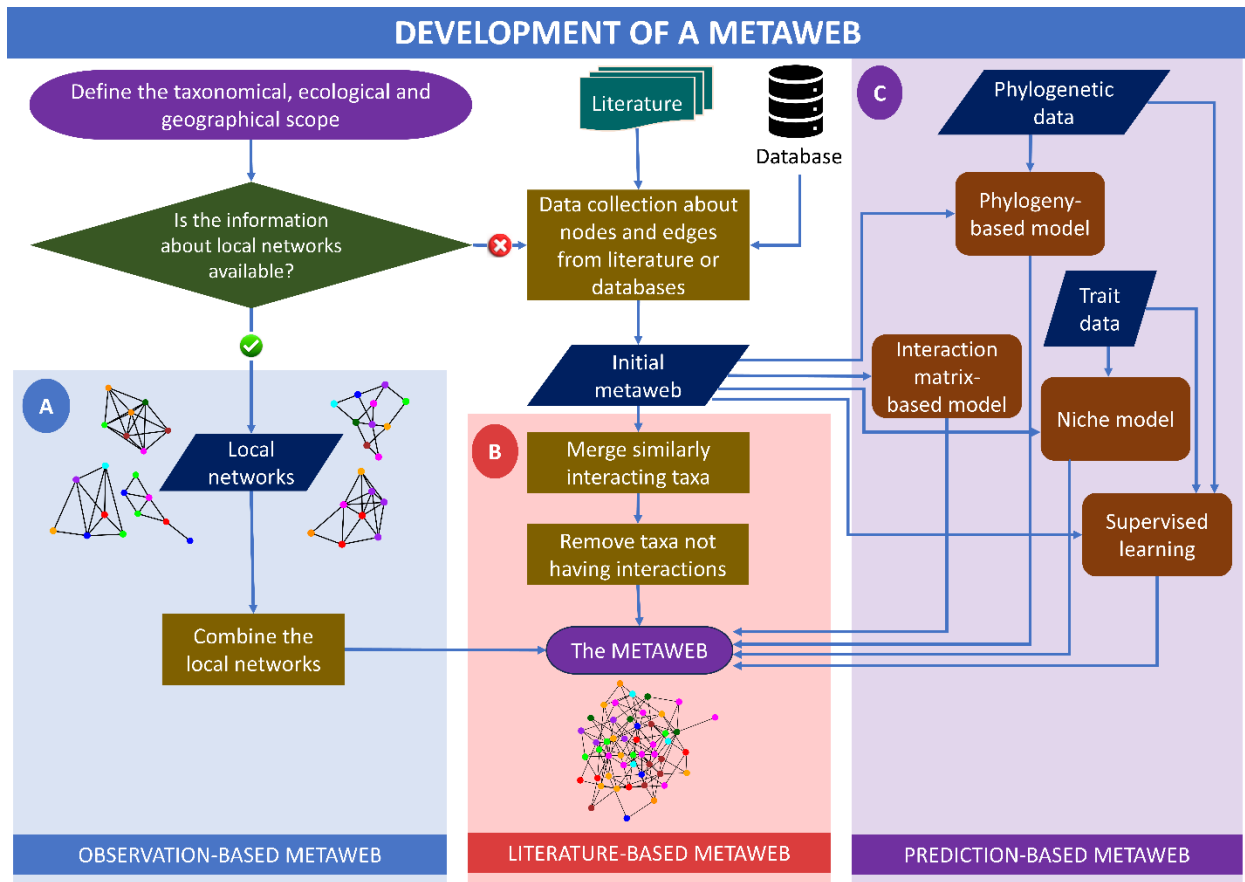 DEVELOPMENT OF A METAWEB
Define the taxonomical, ecological and
geographical scope
Is the information
about local networks
available?
Literature
Database
Data collection about
nodes and edges
from literature or
databases
Initial
metaweb
A
Local
networks
Combine the
local networks
OBSERVATION-BASED METAWEB
B
Merge similarly
interacting taxa
Remove taxa not
having interactions
The METAWEB
LITERATURE-BASED METAWEB
C
Phylogenetic
data
Phylogeny-
based model
Trait
data
Interaction
matrix-
based model
Niche model
Supervised
learning
PREDICTION-BASED METAWEB